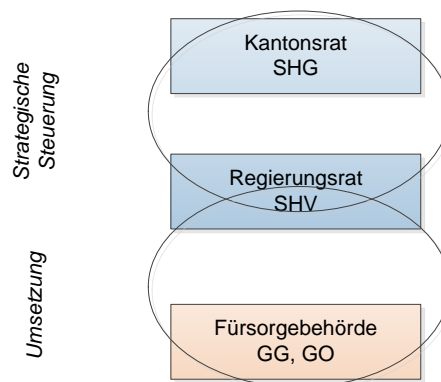 Kantonsrat
SHG
Strategische
Steuerung
Regierungsrat
SHV
Umsetzung
Fürsorgebehörde
GG, GO